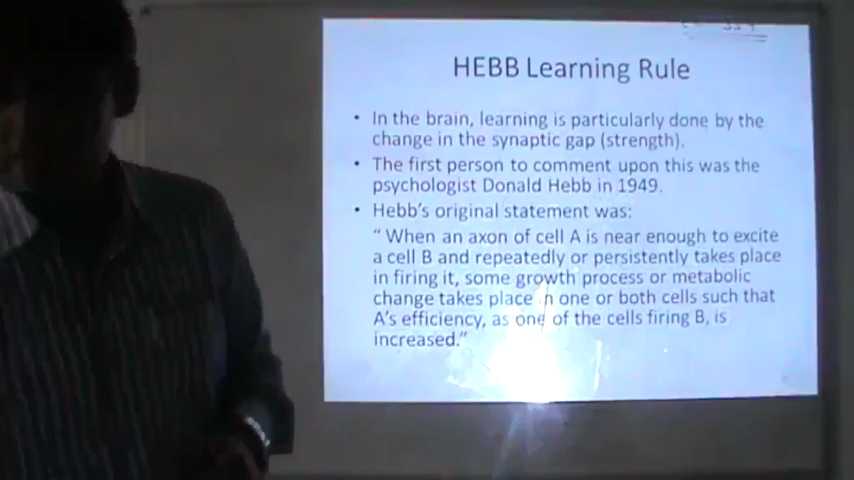 HEBB Learning Rule
• In the brain, learning is particularly done by the
change in the synaptic gap (strength).
• The first person to comment upon this was the
psychologist Donald Hebb in 1949.
• Hebb's original statement was:
“ When an axon of cell A is near enough to excite
a cell B and repeatedly or persistently takes place
in firing it, some growth process or metabolic
change takes place in one or both cells such that
A's efficiency, as one of the cells firing B, is
increased.”